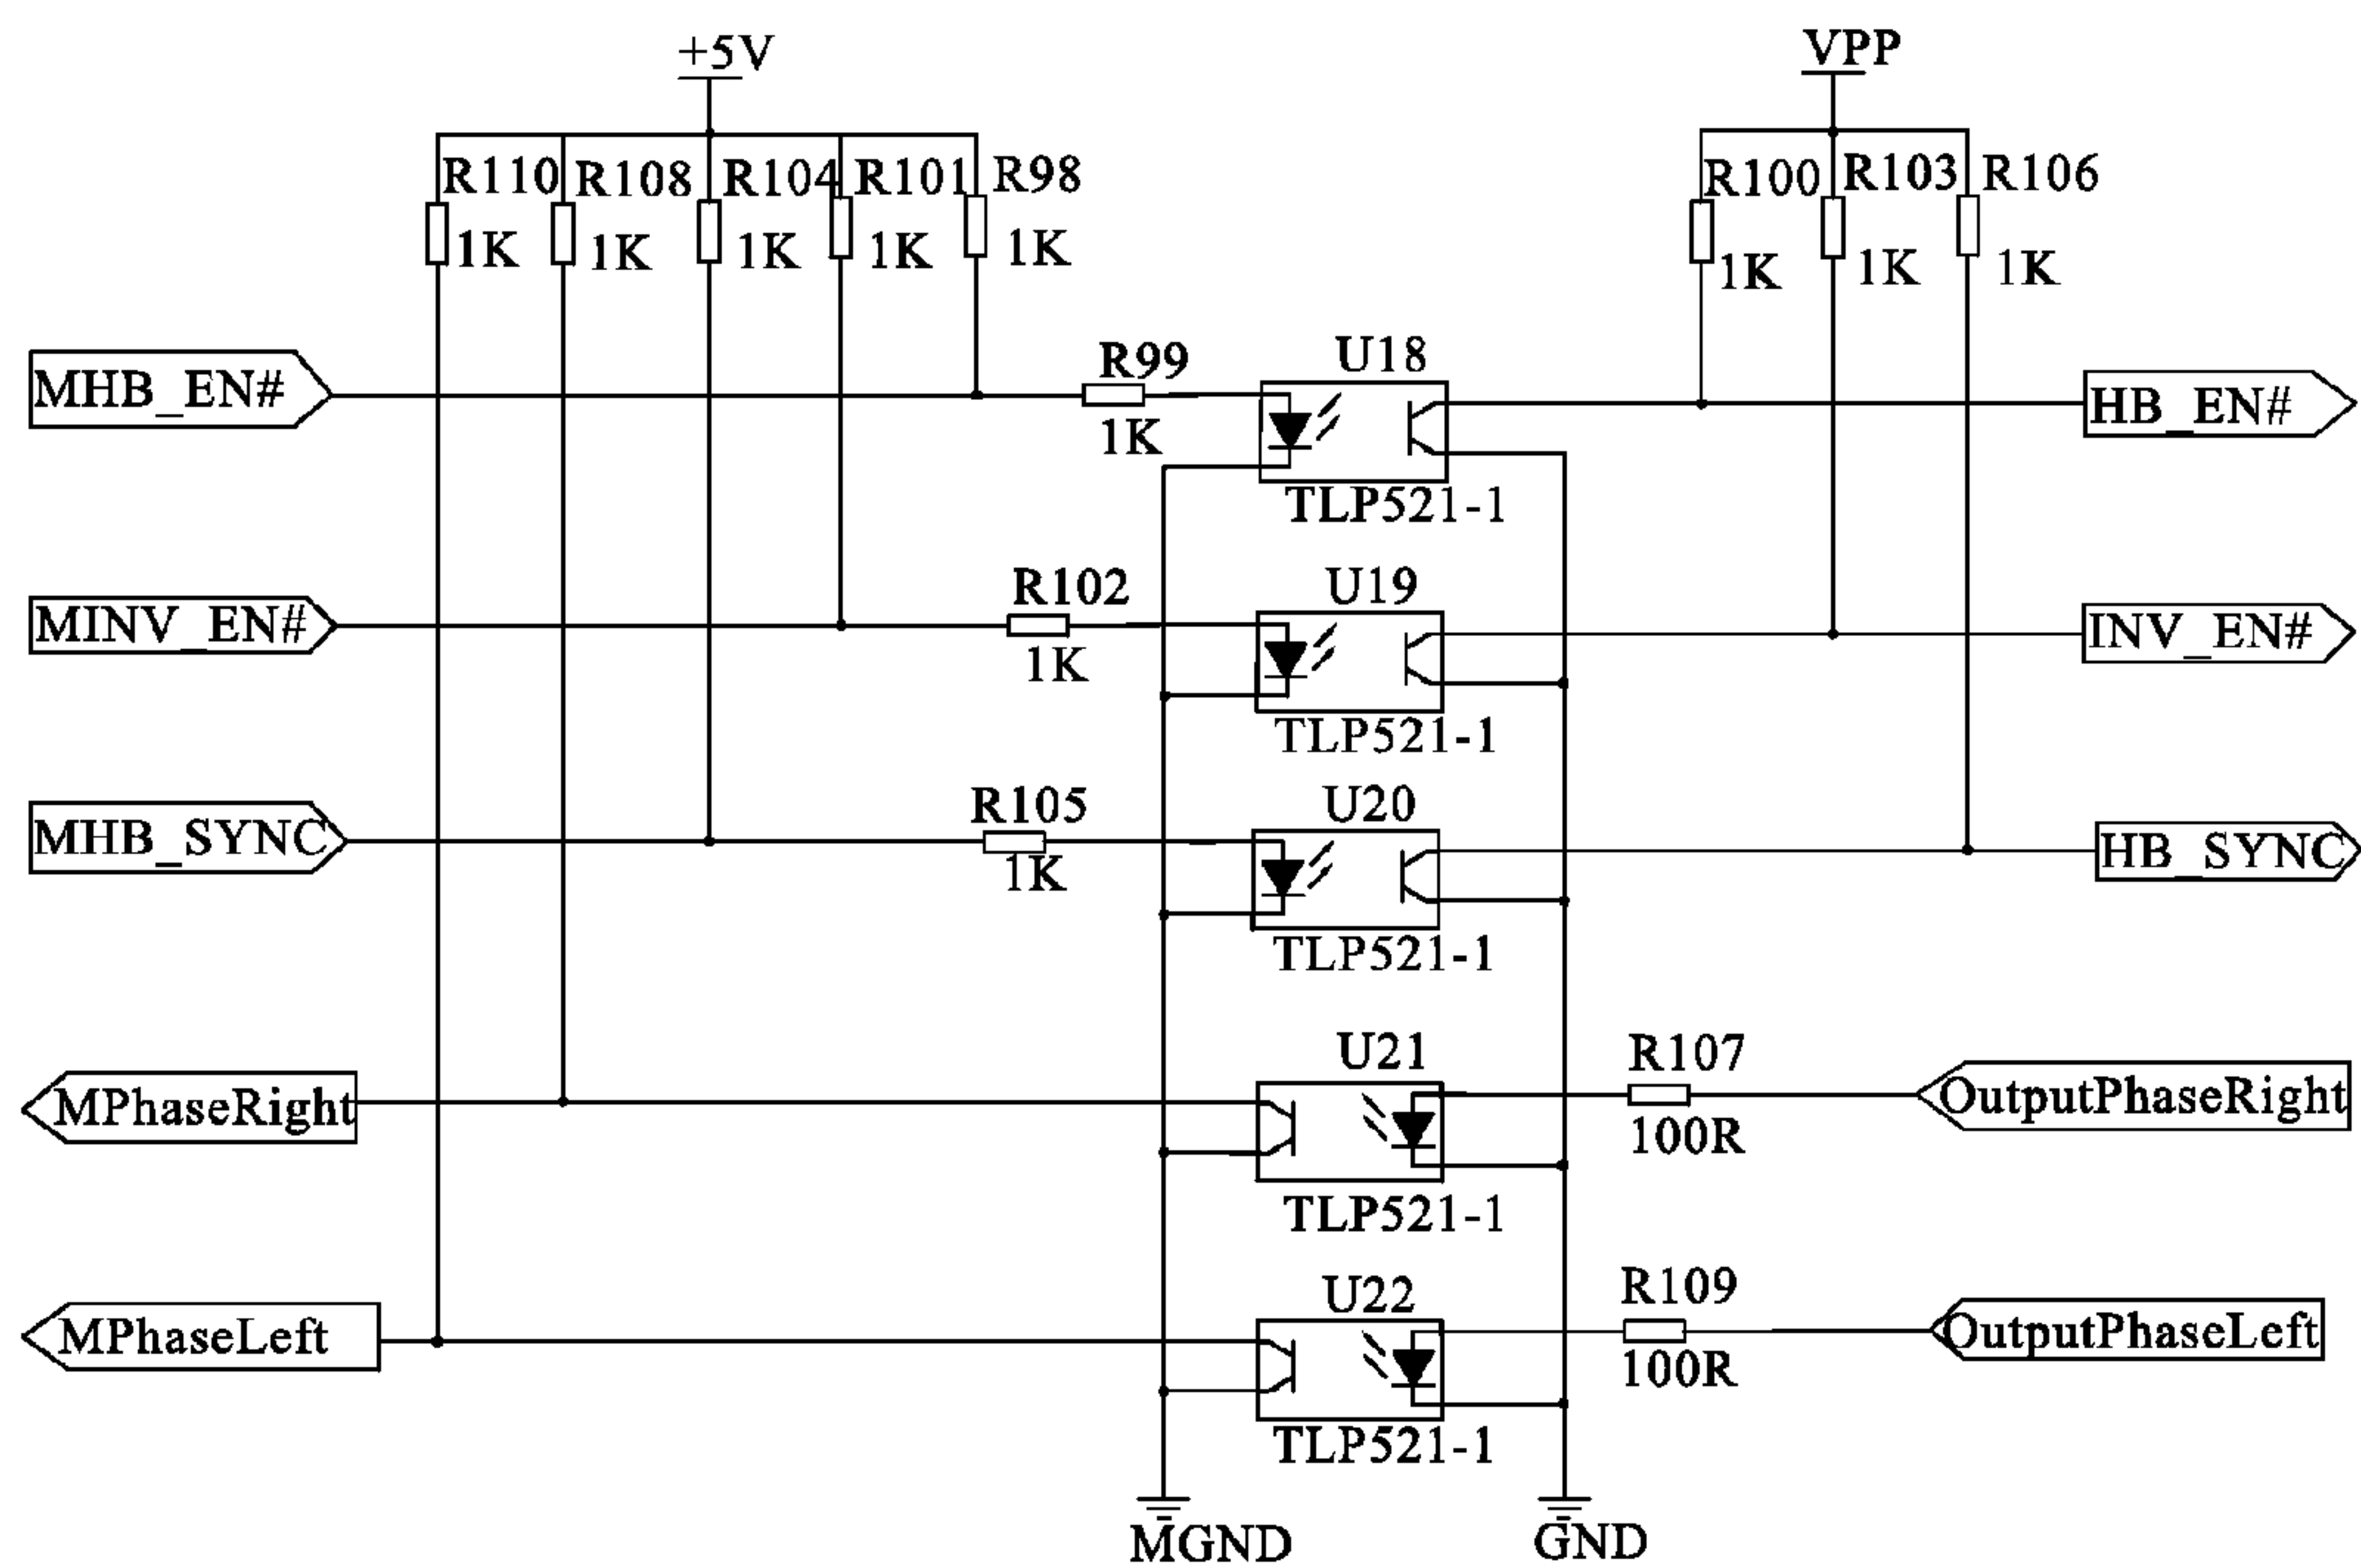 +5V
VPP
R110
R108
R104
R101
R98
R100
R103
R106
1K
1K
1K
1K
1K
1K
1K
1K
MHB_EN#
R99
1K
U18
TLP521-1
HB_EN#
MINV_EN#
R102
1K
U19
TLP521-1
INV_EN#
MHB_SYNC
R105
1K
U20
TLP521-1
HB_SYNC
MPhaseRight
U21
TLP521-1
R107
100R
OutputPhaseRight
MPhaseLeft
U22
TLP521-1
R109
100R
OutputPhaseLeft
MGND
GND